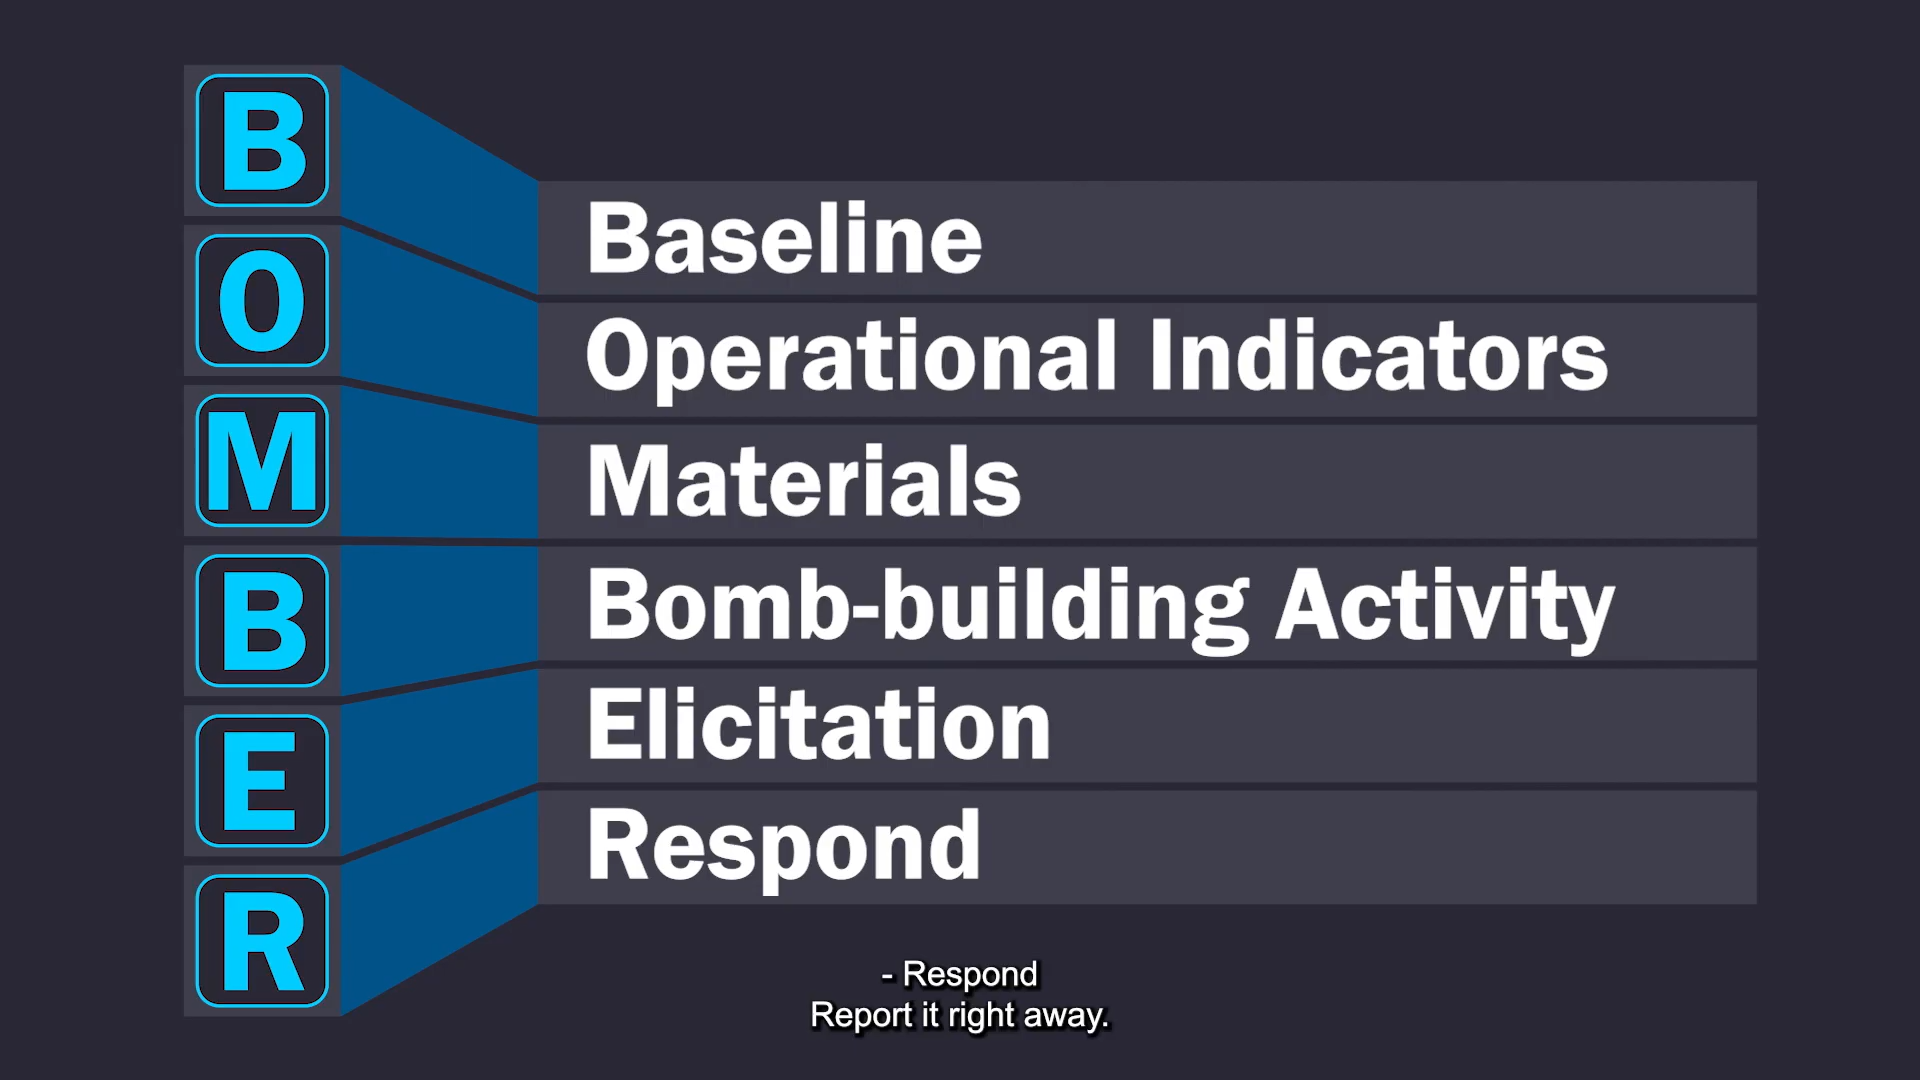 B Baseline
O Operational Indicators
M Materials
B Bomb-building Activity
E Elicitation
R Respond
- Respond
Report it right away.